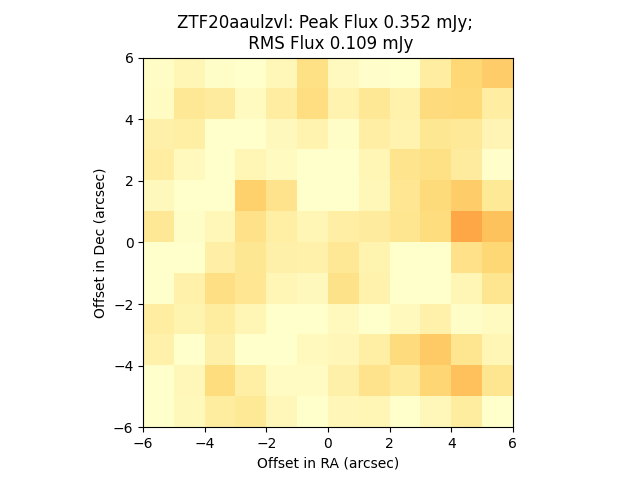 ZTF20aaulzvl: Peak Flux 0.352 mJy;
RMS Flux 0.109 mJy
6
4
2
0
−2
−4
−6
Offset in Dec (arcsec)
−6 −4 −2 0 2 4 6
Offset in RA (arcsec)